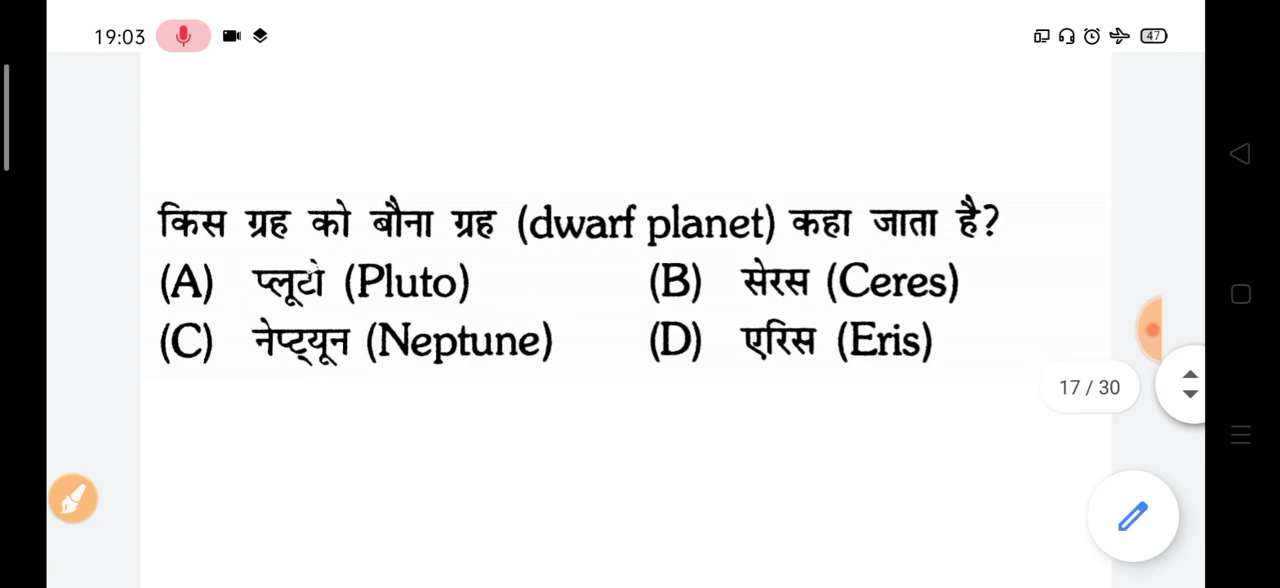 19:03
47
किस ग्रह को बौना ग्रह (dwarf planet) कहा जाता है?
(A) प्लूटो (Pluto) (B) सेरस (Ceres)
(C) नेप्ट्यून (Neptune) (D) एरिस (Eris)
17 / 30